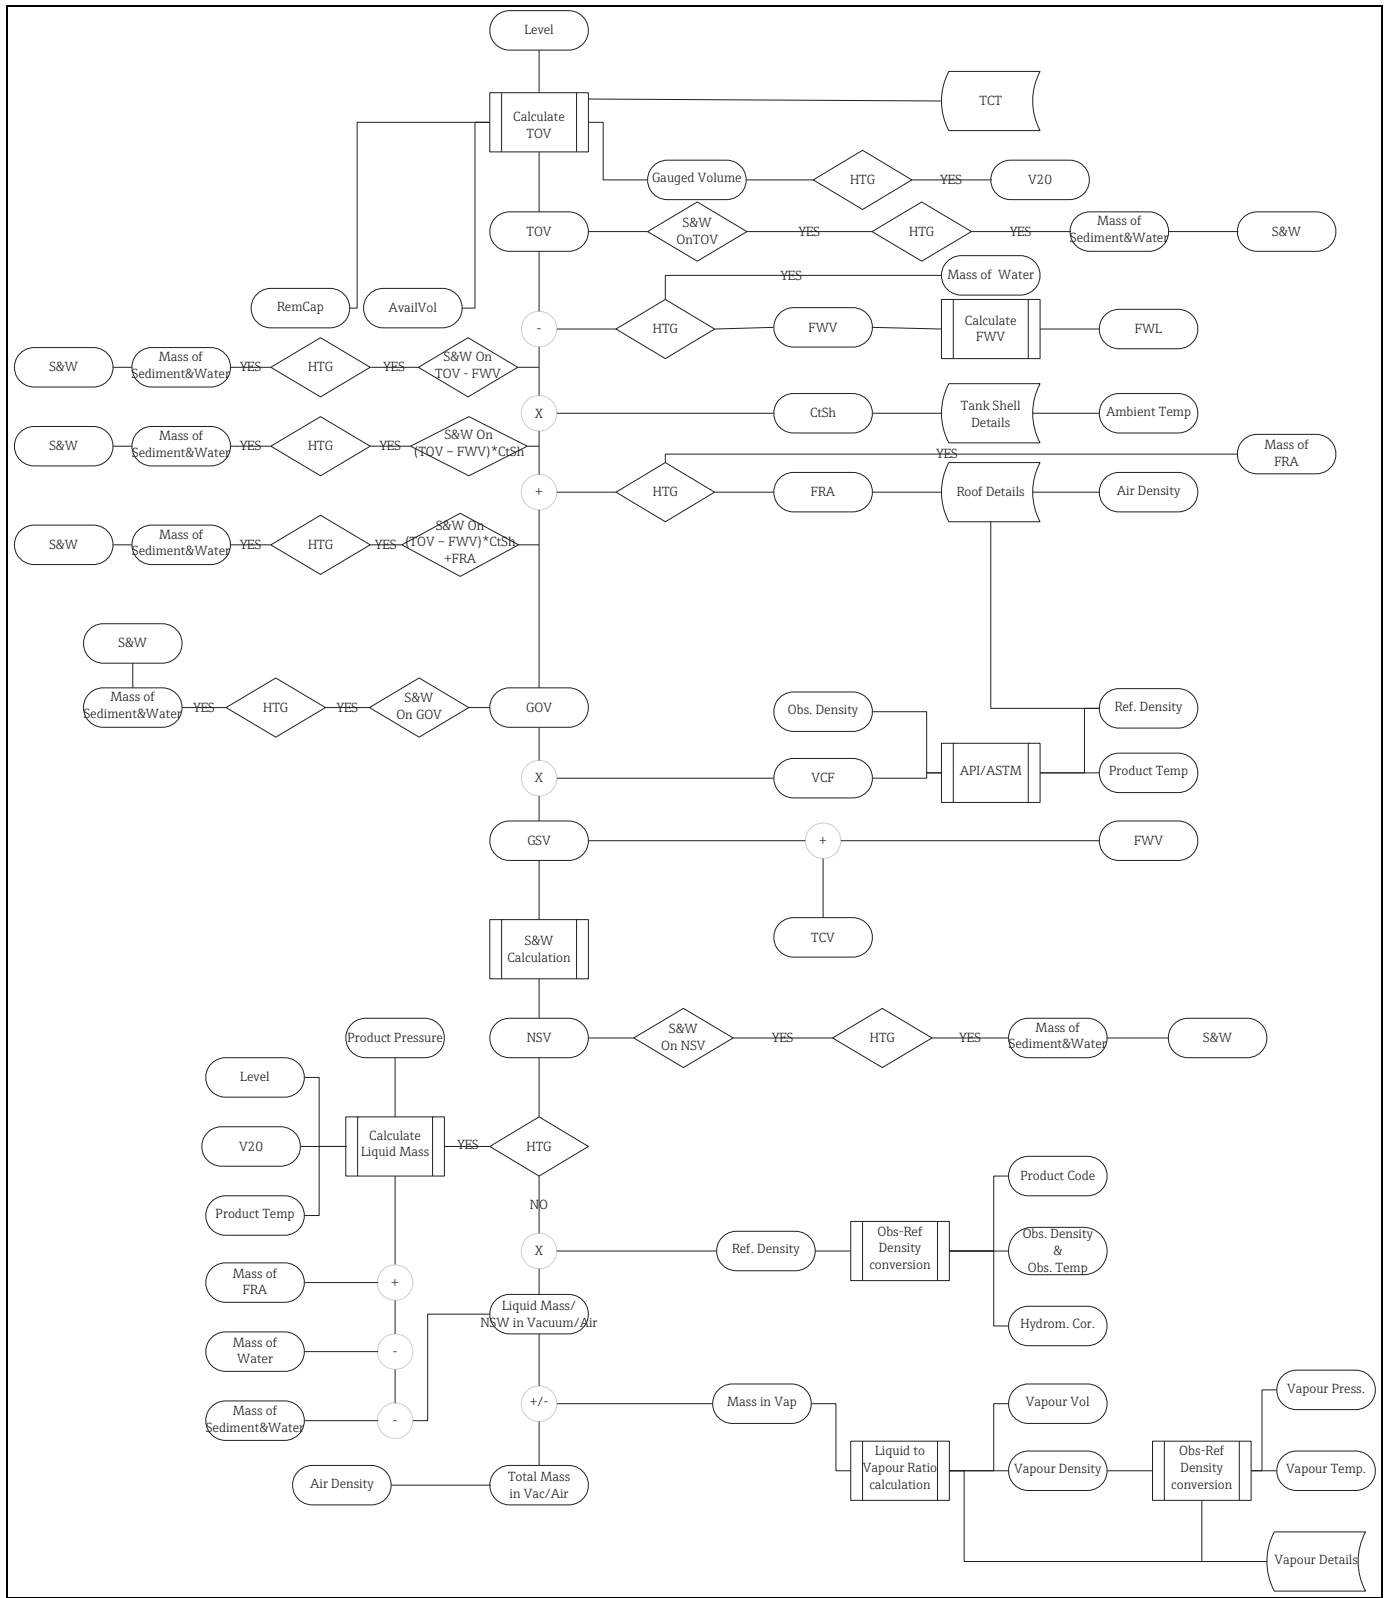 Level
TCT
Calculate
TOV
Gauged Volume
HTG
YES
V20
TOV
S&W
OnTOV
YES
HTG
YES
Mass of
Sediment&Water
S&W
YES
Mass of  Water
RemCap
AvailVol
-
HTG
FWV
Calculate
FWV
FWL
S&W
Mass of
Sediment&Water
YES
HTG
YES
S&W On
TOV - FWV
X
CtSh
Tank Shell
Details
Ambient Temp
S&W
Mass of
Sediment&Water
YES
HTG
YES
S&W On
(TOV – FWV)*CtSh
YES
Mass of
FRA
+
HTG
FRA
Roof Details
Air Density
S&W
Mass of
Sediment&Water
YES
HTG
YES
S&W On
(TOV – FWV)*CtSh
+FRA
S&W
Mass of
Sediment&Water
YES
HTG
YES
S&W
On GOV
GOV
Obs. Density
Ref. Density
X
VCF
API/ASTM
Product Temp
GSV
+
FWV
TCV
S&W
Calculation
Product Pressure
NSV
S&W
On NSV
YES
HTG
YES
Mass of
Sediment&Water
S&W
Level
V20
Calculate
Liquid Mass
YES
HTG
Product Temp
NO
Product Code
X
Ref. Density
Obs-Ref
Density
conversion
Obs. Density
&
Obs. Temp
Mass of
FRA
+
Liquid Mass/
NSW in Vacuum/Air
Hydrom. Cor.
Mass of
Water
-
Mass of
Sediment&Water
-
+/-
Mass in Vap
Vapour Vol
Vapour Press.
Liquid to
Vapour Ratio
calculation
Vapour Density
Obs-Ref
Density
conversion
Vapour Temp.
Air Density
Total Mass
in Vac/Air
Vapour Details